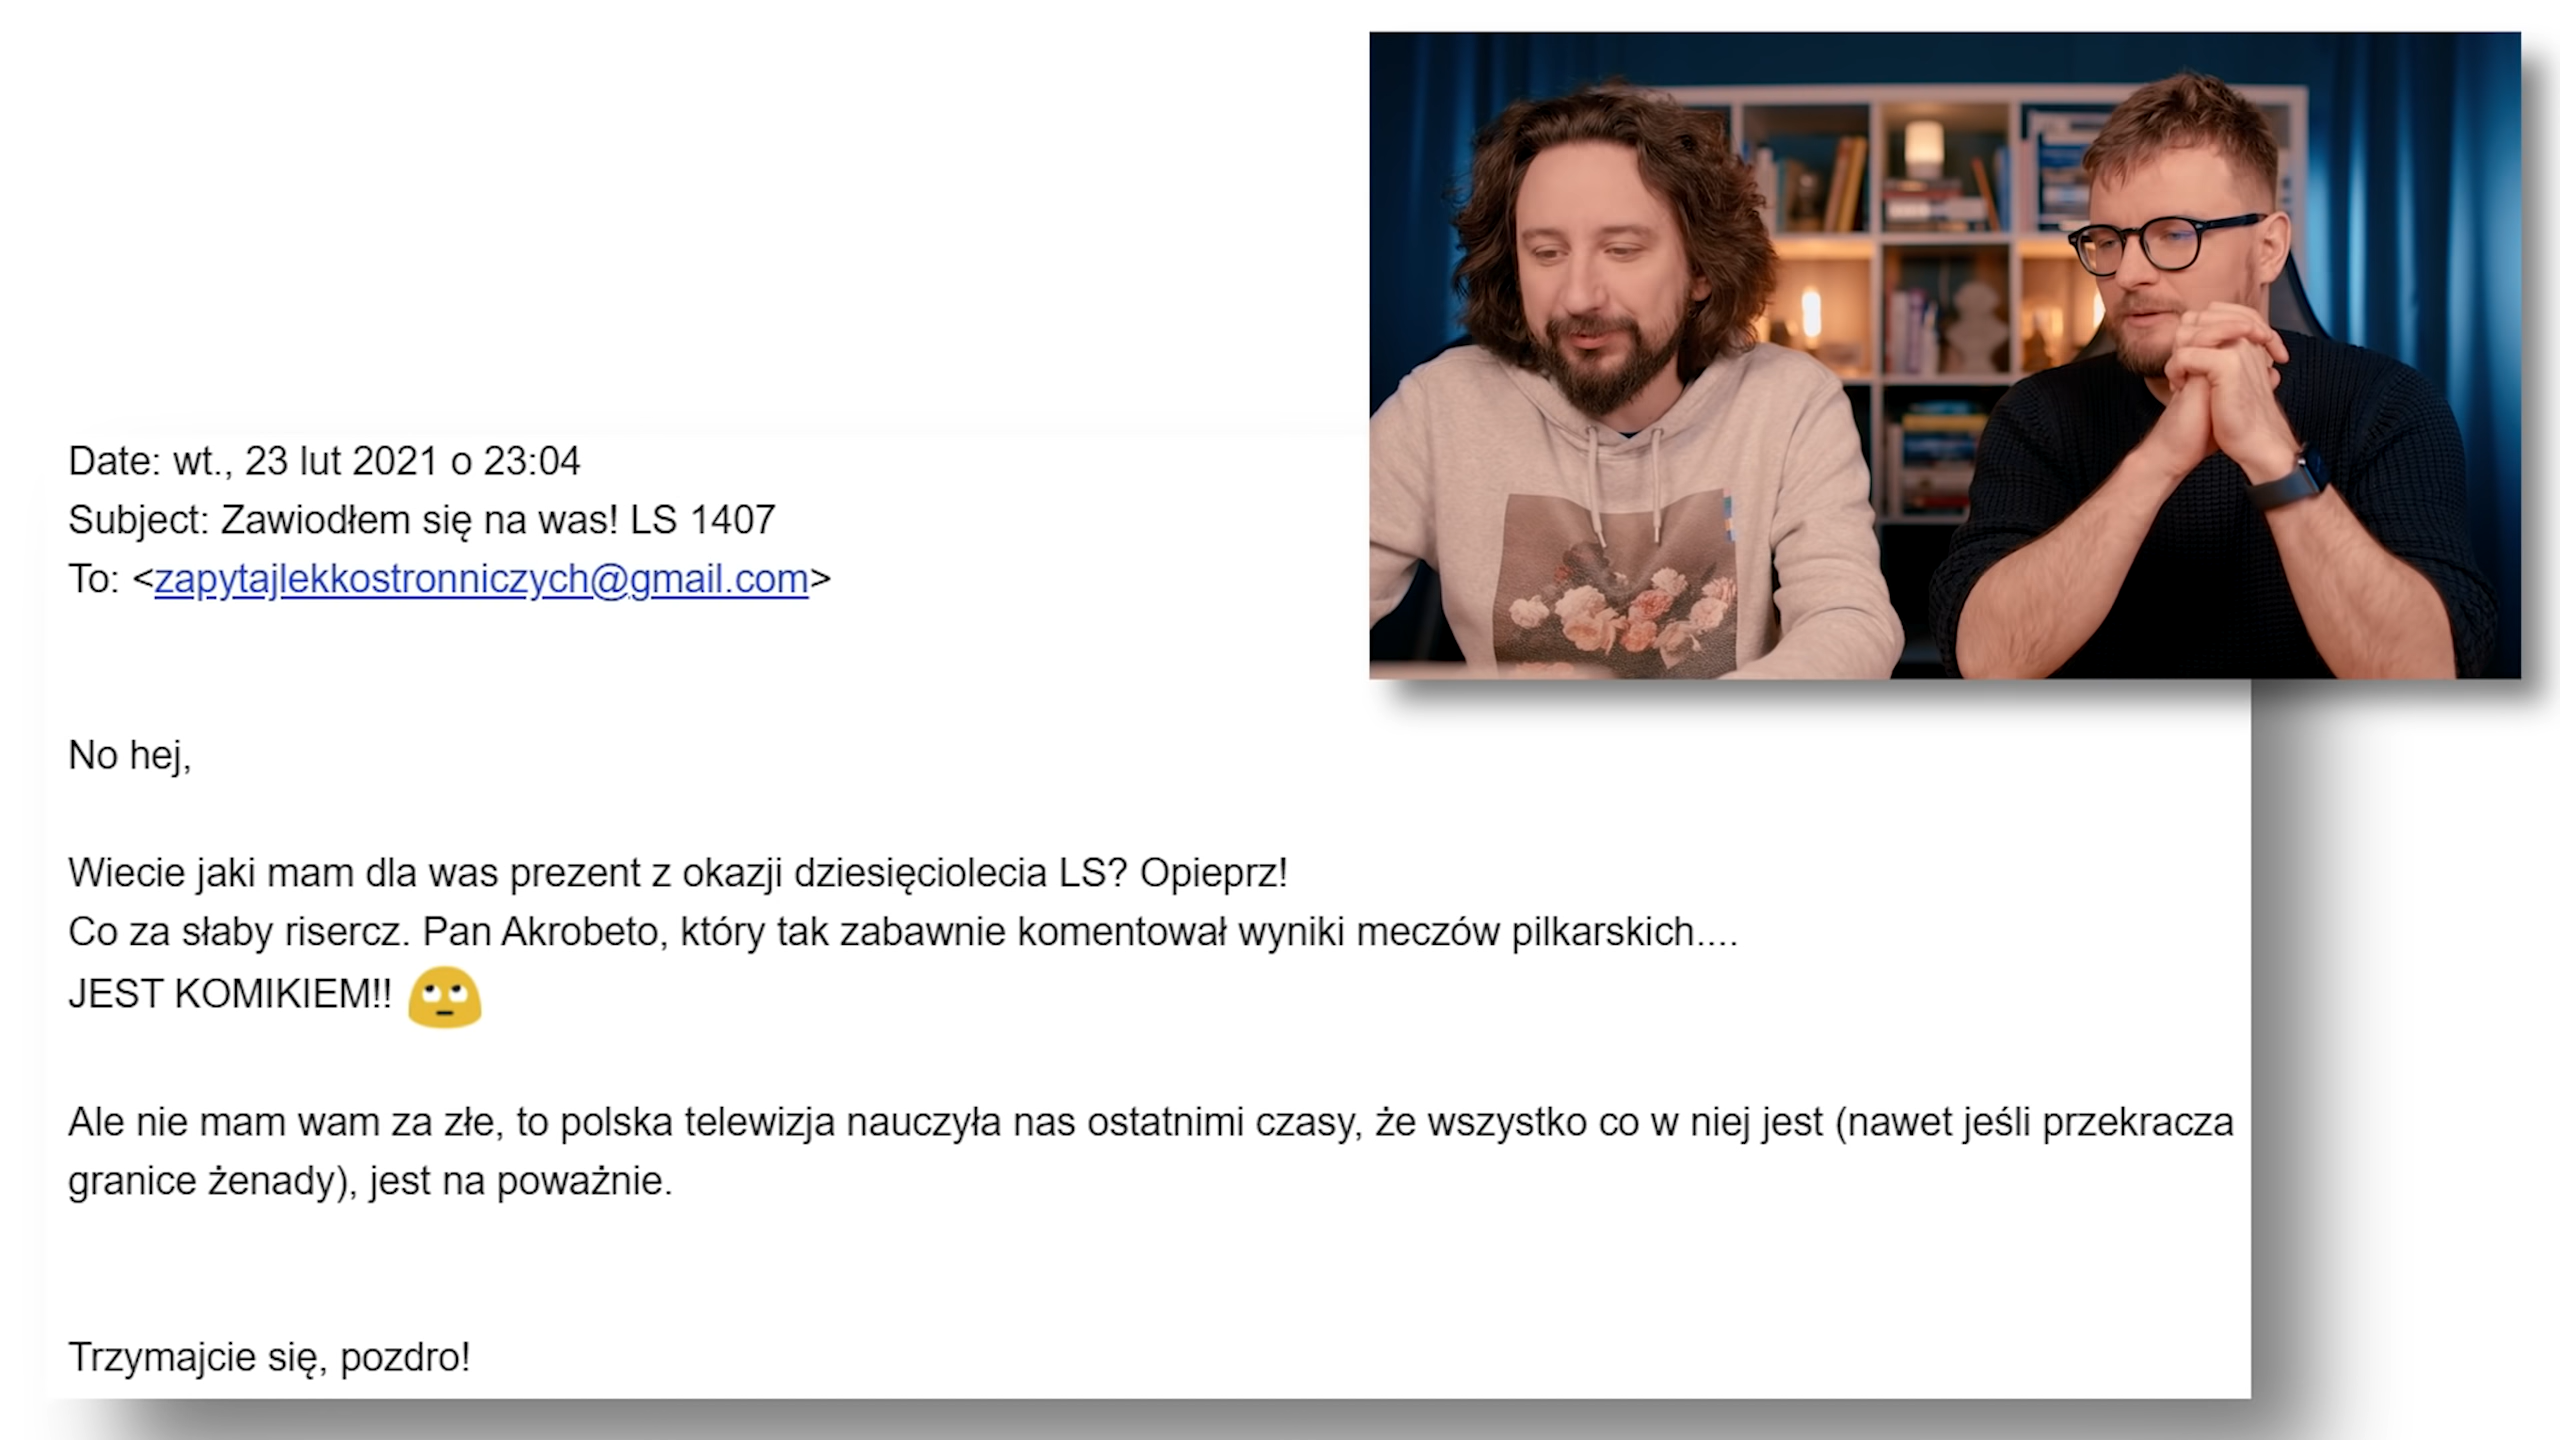 Date: wt., 23 lut 2021 o 23:04
Subject: Zawiodłem się na was! LS 1407
To: <zapytajlekkostronniczych@gmail.com>
No hej,
Wiecie jaki mam dla was prezent z okazji dziesięciolecia LS? Opieprz!
Co za słaby risercz. Pan Akrobeto, który tak zabawnie komentował wyniki meczów pilkarskich....
JEST KOMIKIEM!! 🙄
Ale nie mam wam za złe, to polska telewizja nauczyła nas ostatnimi czasy, że wszystko co w niej jest (nawet jeśli przekracza
granice żenady), jest na poważnie.
Trzymajcie się, pozdro!